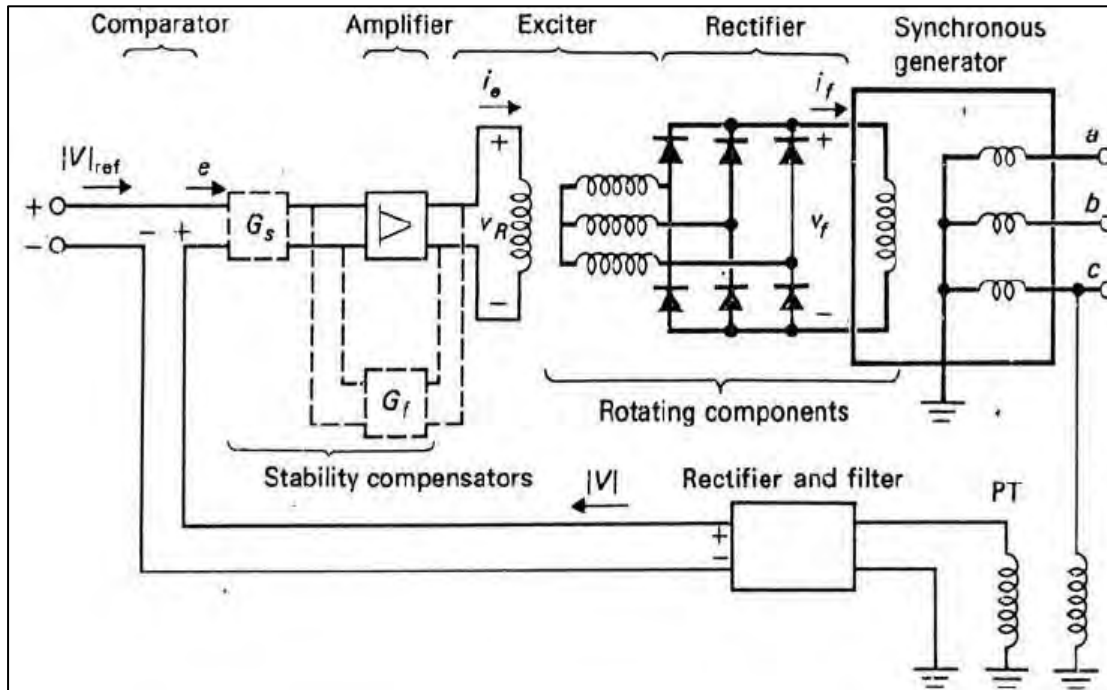 Comparator
Amplifier
Exciter
Rectifier
Synchronous
generator
i_e
i_f
+
a
|V|_ref
e
+
+
b
+
−
−
+
G_s
v_R
v_f
c
−
−
G_f
Rotating components
Stability compensators
|V|
Rectifier and filter
PT
+
−